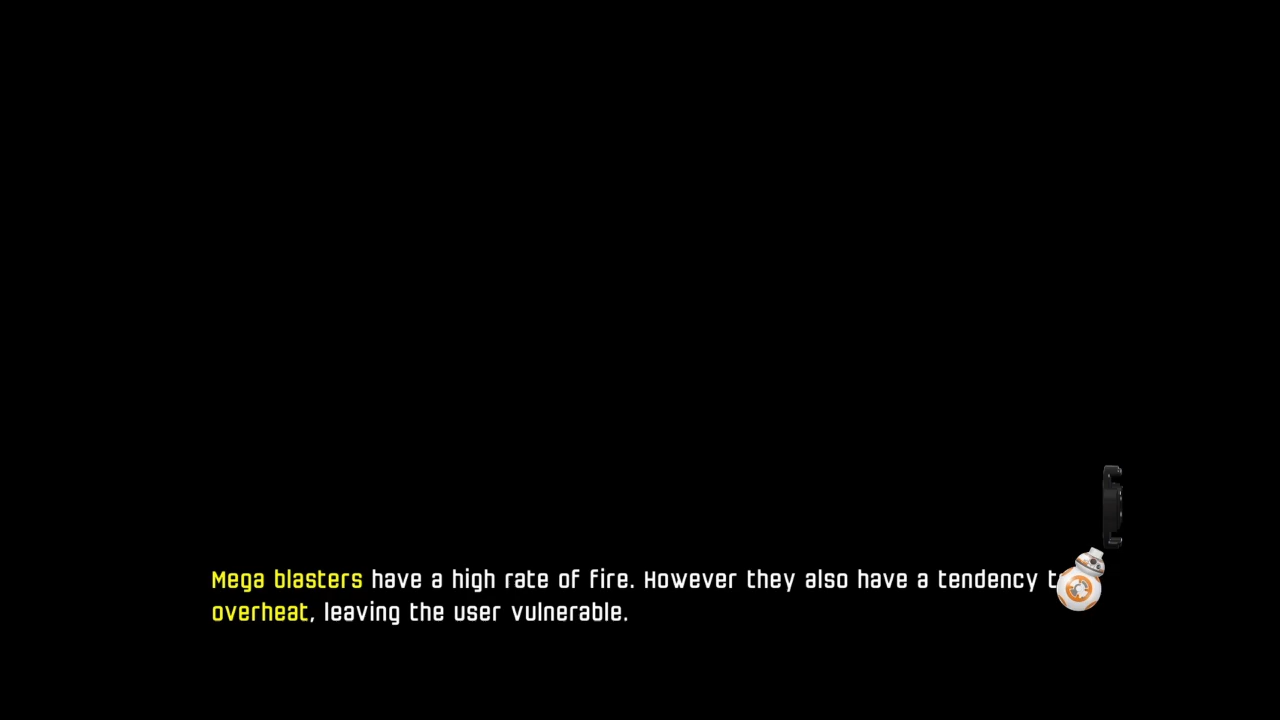 Mega blasters have a high rate of fire. However they also have a tendency t
overheat, leaving the user vulnerable.